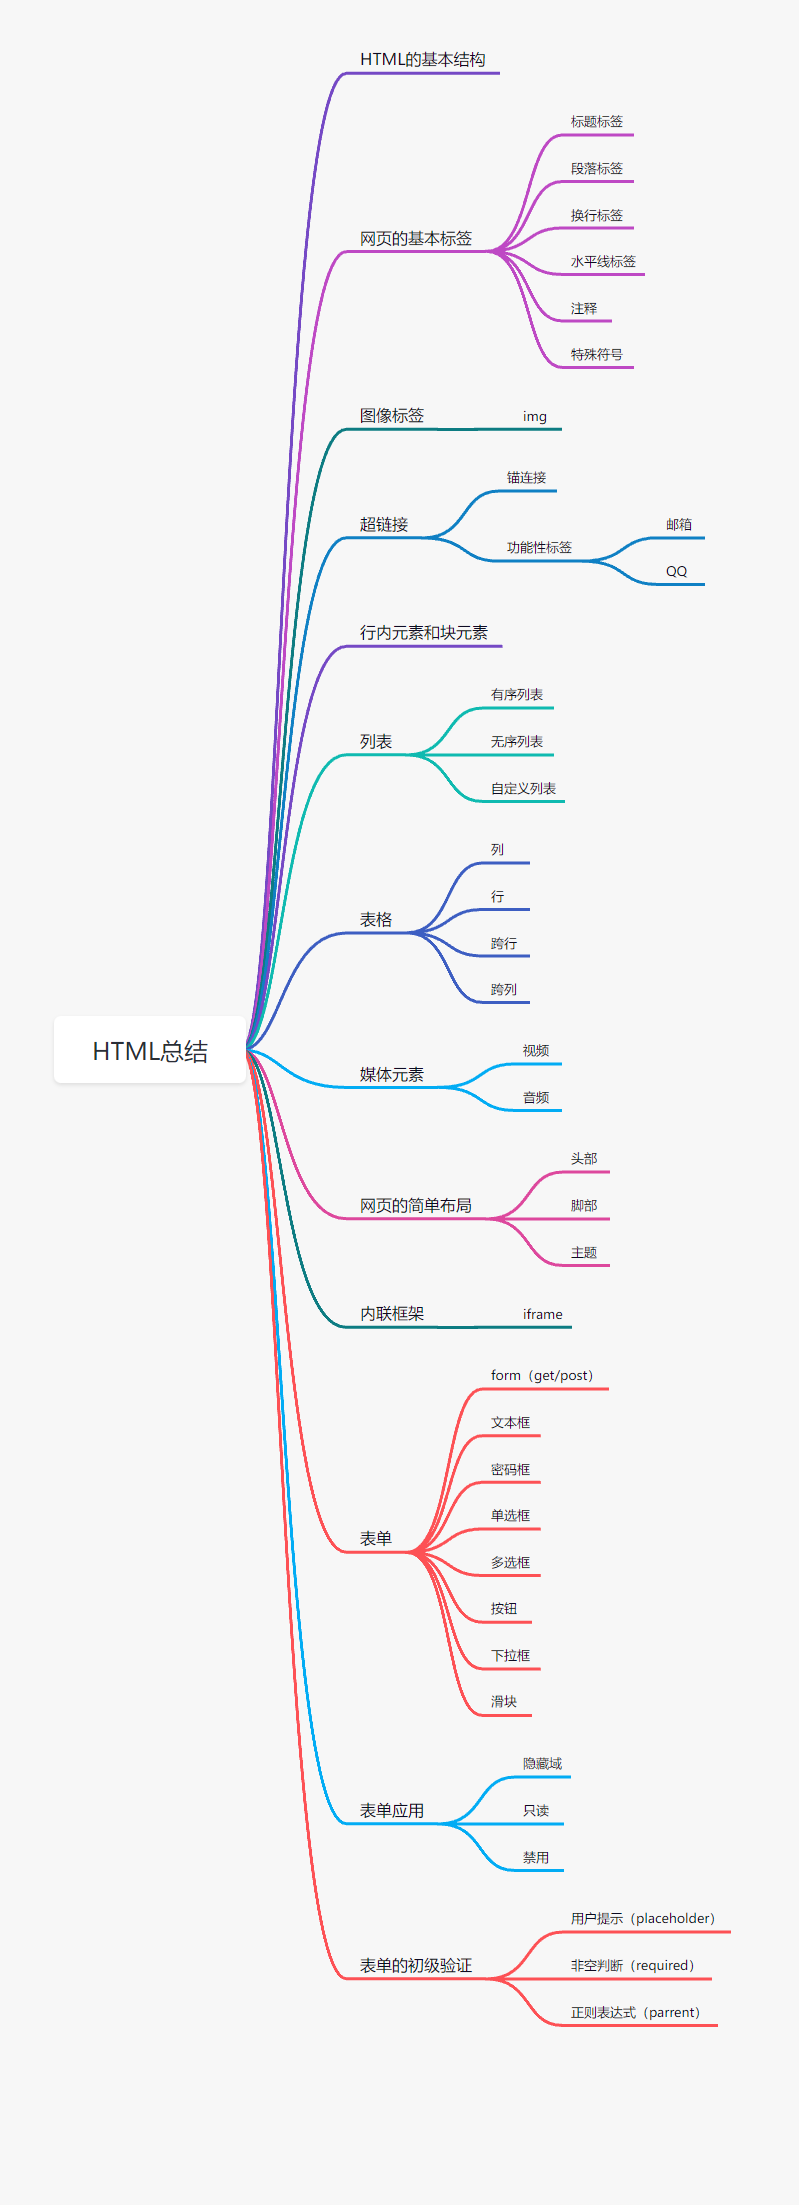 HTML总结
HTML的基本结构
网页的基本标签
标题标签
段落标签
换行标签
水平线标签
注释
特殊符号
图像标签
img
超链接
锚连接
功能性标签
邮箱
QQ
行内元素和块元素
列表
有序列表
无序列表
自定义列表
表格
列
行
跨行
跨列
媒体元素
视频
音频
网页的简单布局
头部
脚部
主题
内联框架
iframe
表单
form（get/post）
文本框
密码框
单选框
多选框
按钮
下拉框
滑块
表单应用
隐藏域
只读
禁用
表单的初级验证
用户提示（placeholder）
非空判断（required）
正则表达式（parrent）